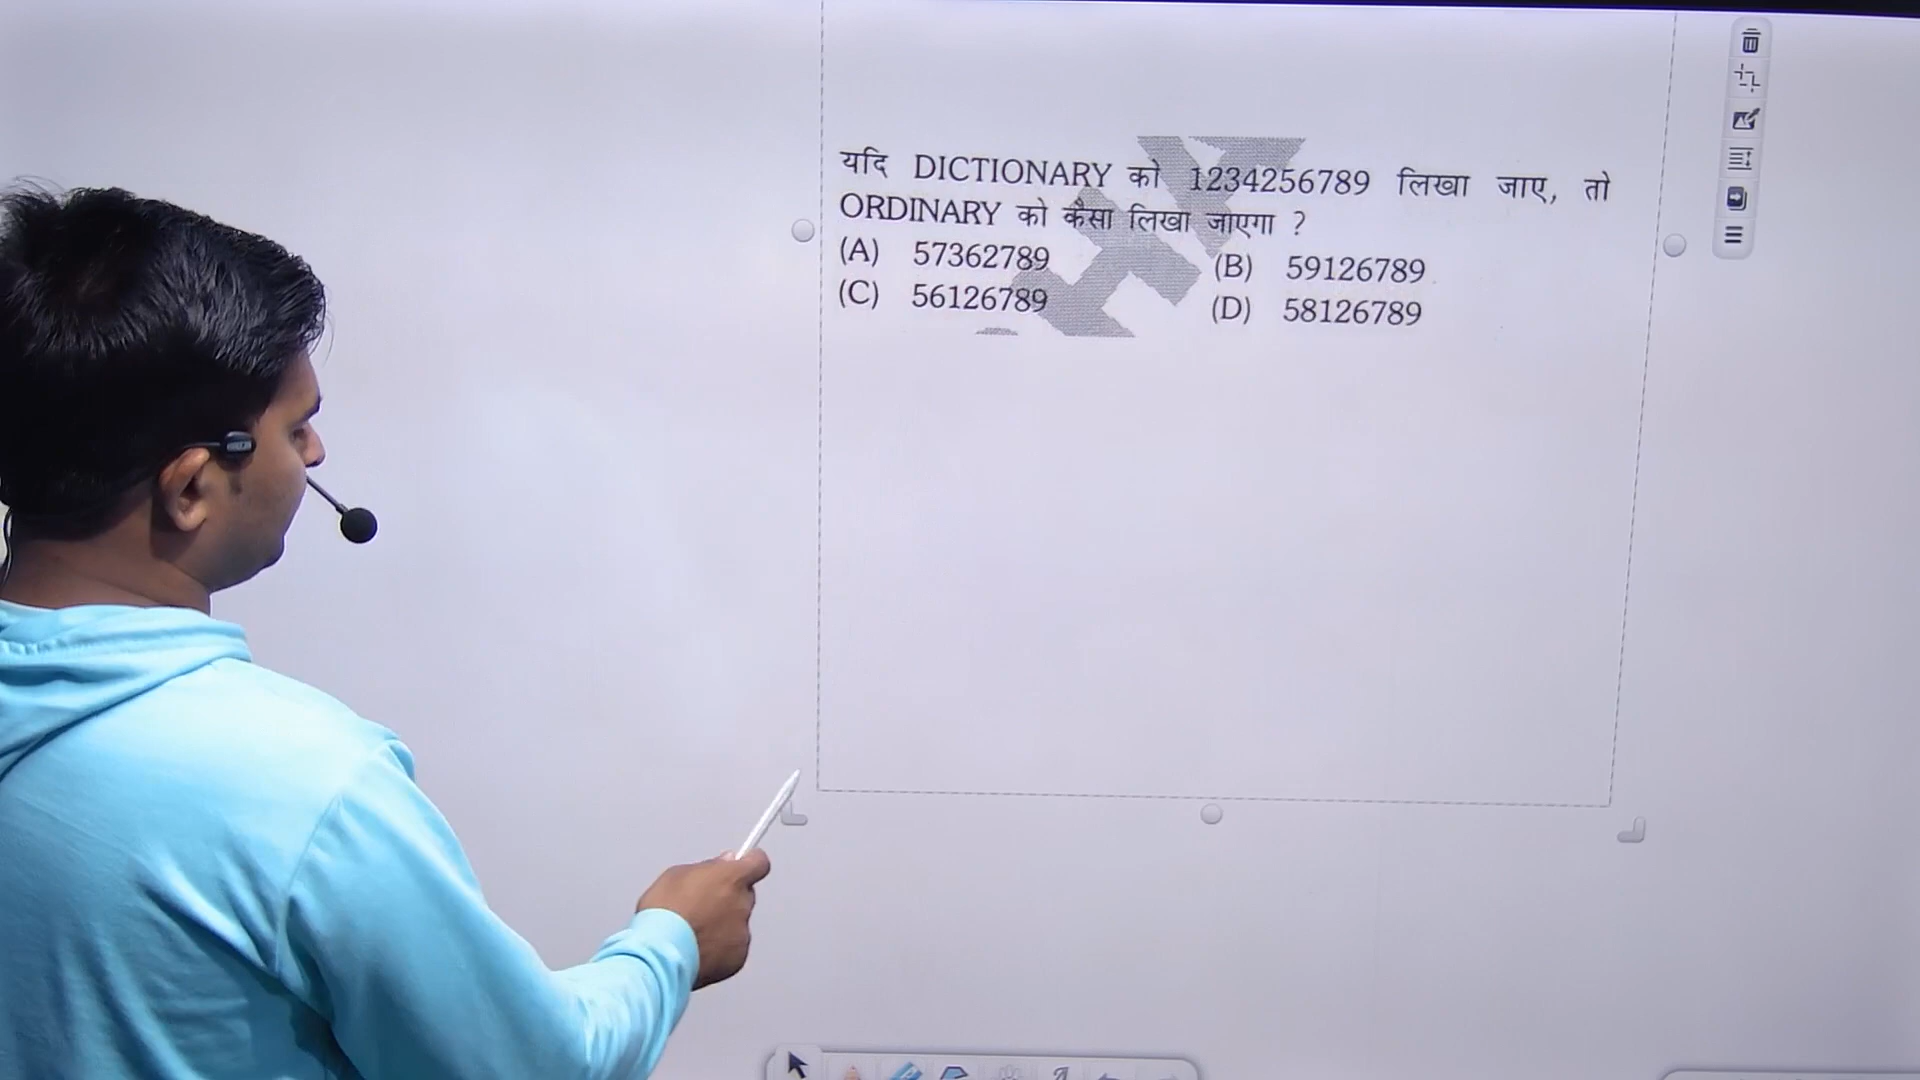 यदि DICTIONARY को 1234256789 लिखा जाए, तो
ORDINARY को कैसा लिखा जाएगा ?
(A) 57362789 (B) 59126789
(C) 56126789 (D) 58126789